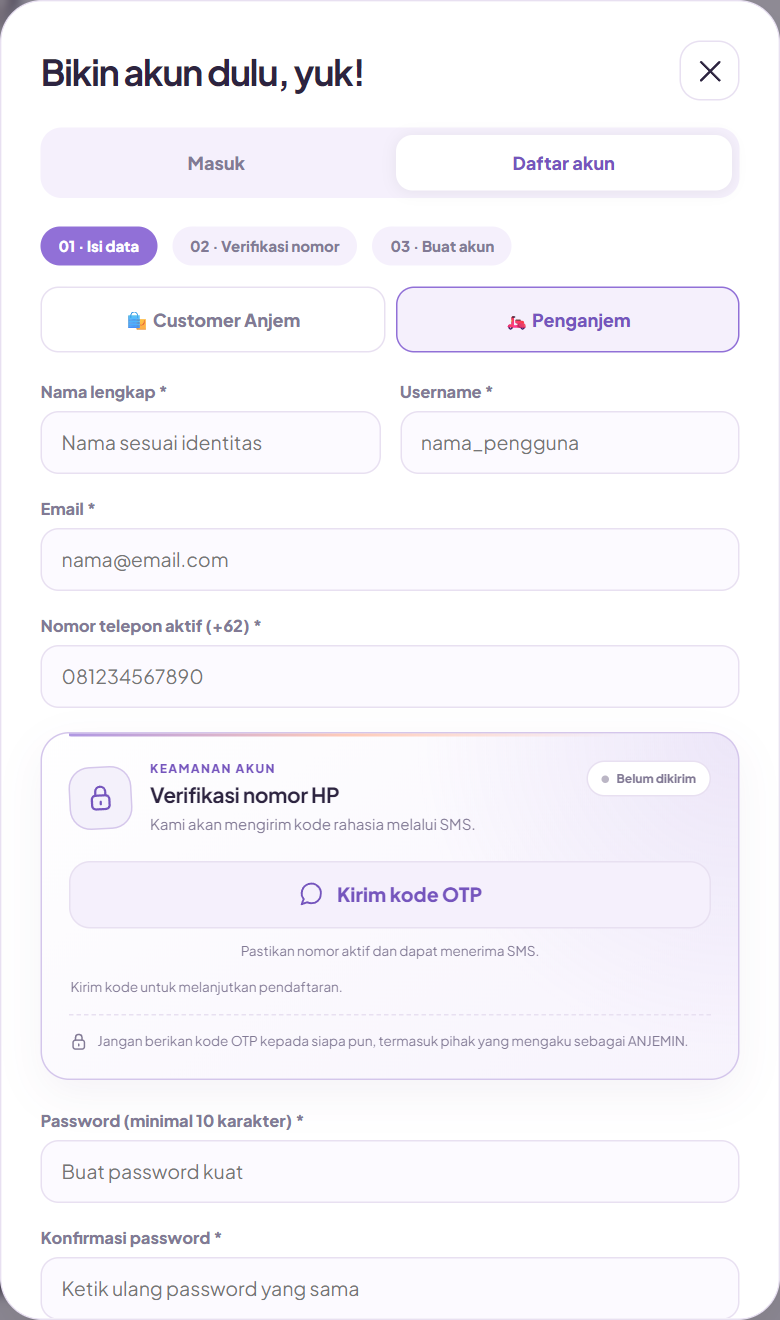 Bikin akun dulu, yuk!
Masuk
Daftar akun
01 · Isi data
02 · Verifikasi nomor
03 · Buat akun
Customer Anjem
Penganjem
Nama lengkap *
Username *
Nama sesuai identitas
nama_pengguna
Email *
nama@email.com
Nomor telepon aktif (+62) *
081234567890
KEAMANAN AKUN
Verifikasi nomor HP
Kami akan mengirim kode rahasia melalui SMS.
Belum dikirim
Kirim kode OTP
Pastikan nomor aktif dan dapat menerima SMS.
Kirim kode untuk melanjutkan pendaftaran.
Jangan berikan kode OTP kepada siapa pun, termasuk pihak yang mengaku sebagai ANJEMIN.
Password (minimal 10 karakter) *
Buat password kuat
Konfirmasi password *
Ketik ulang password yang sama